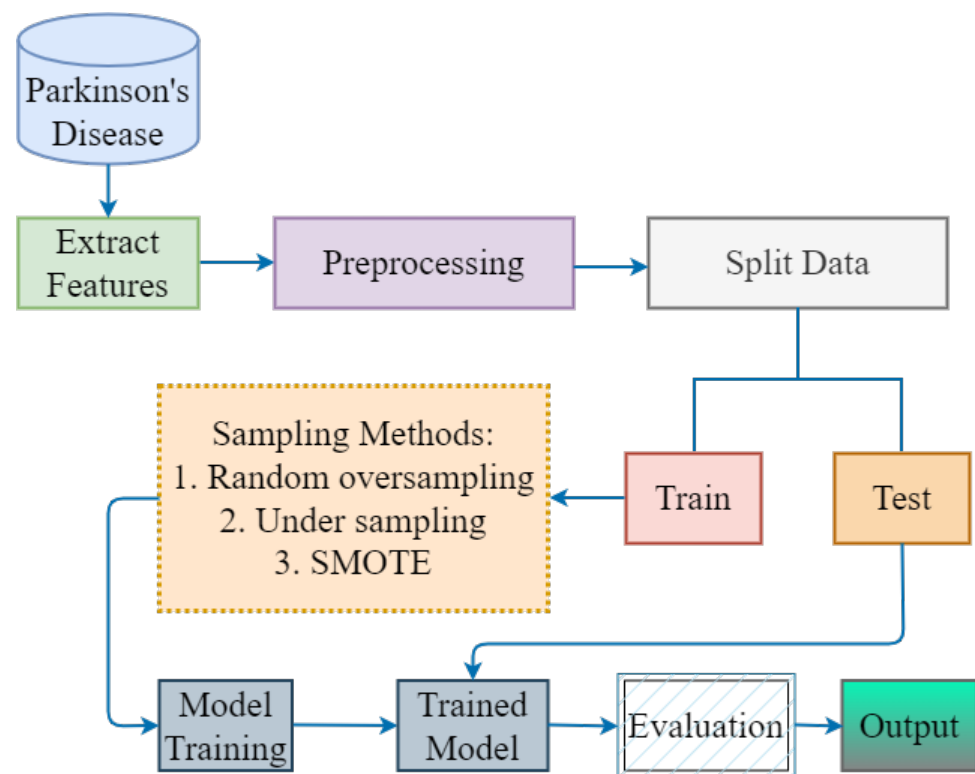 Parkinson's
Disease
Extract
Features
Preprocessing
Split Data
Sampling Methods:
1. Random oversampling
2. Under sampling
3. SMOTE
Train
Test
Model
Training
Trained
Model
Evaluation
Output